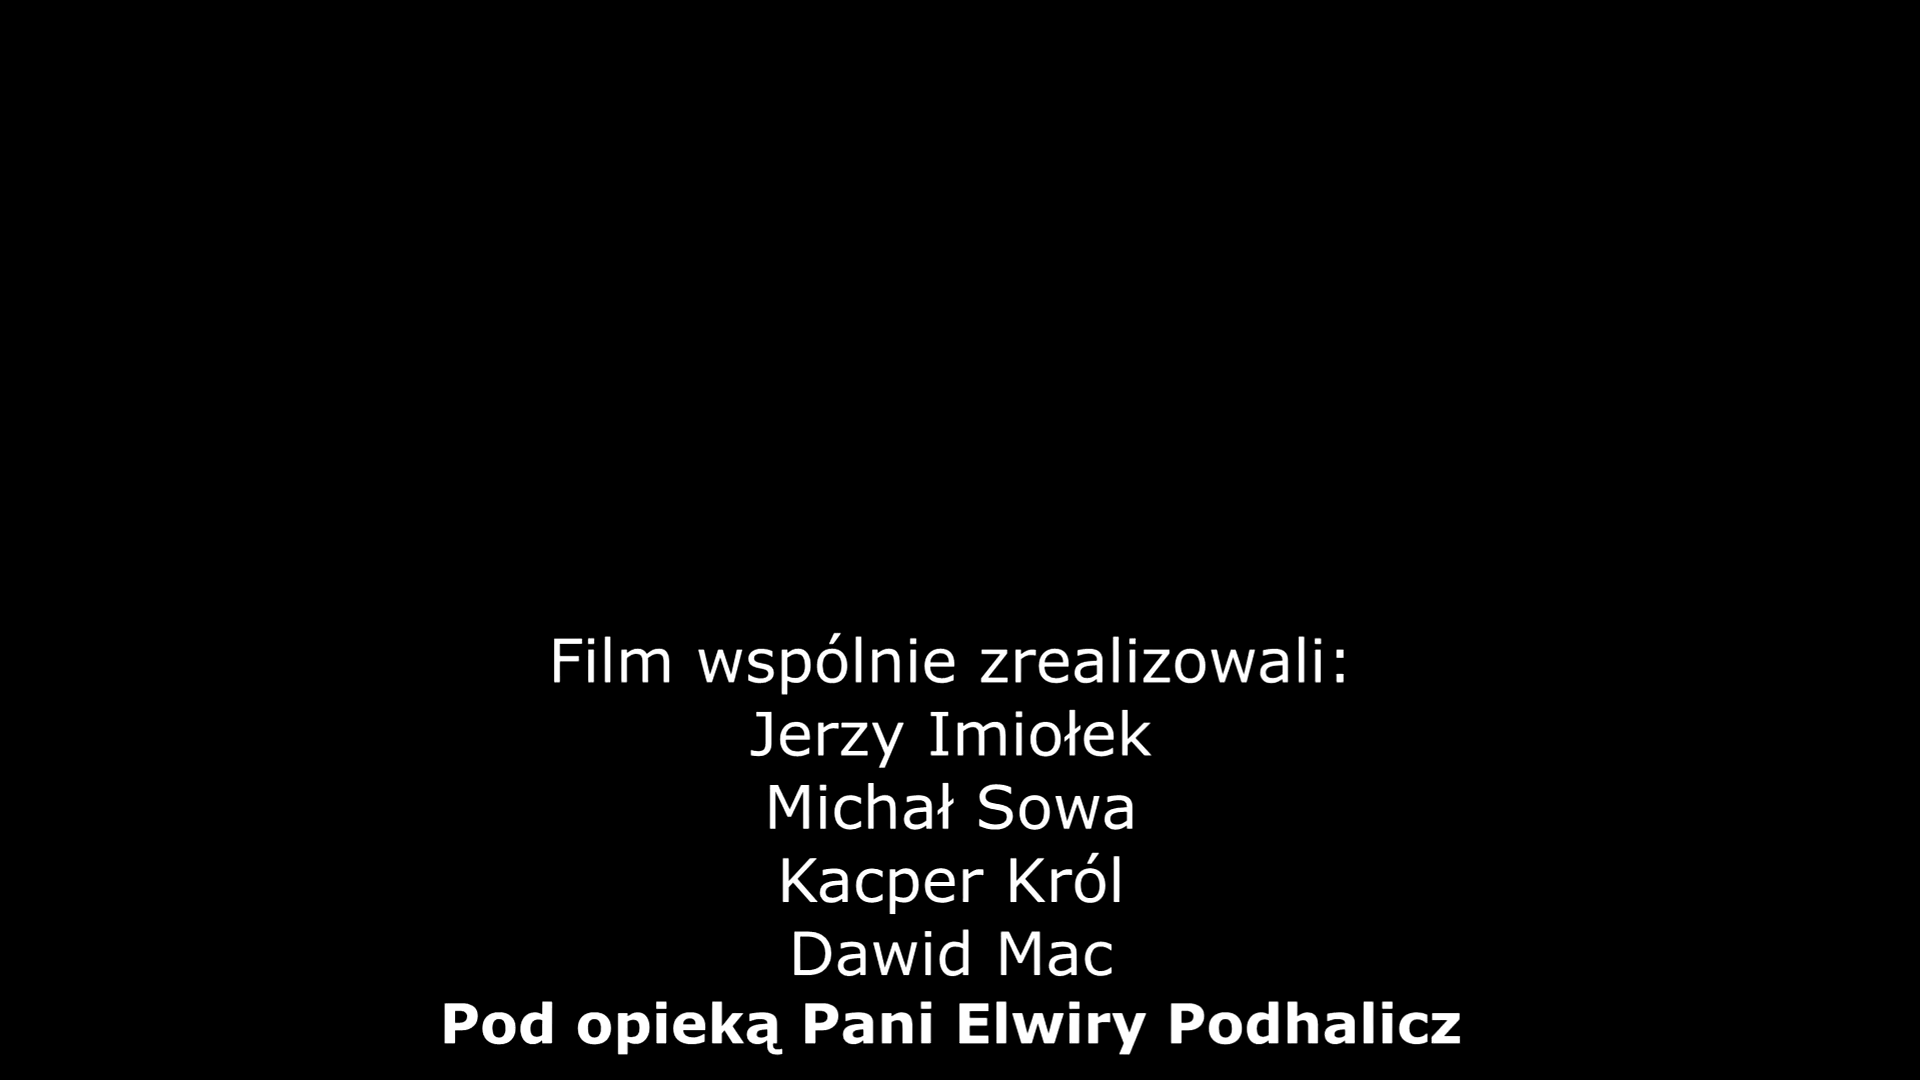 Film wspólnie zrealizowali:
Jerzy Imiołek
Michał Sowa
Kacper Król
Dawid Mac
Pod opieką Pani Elwiry Podhalicz